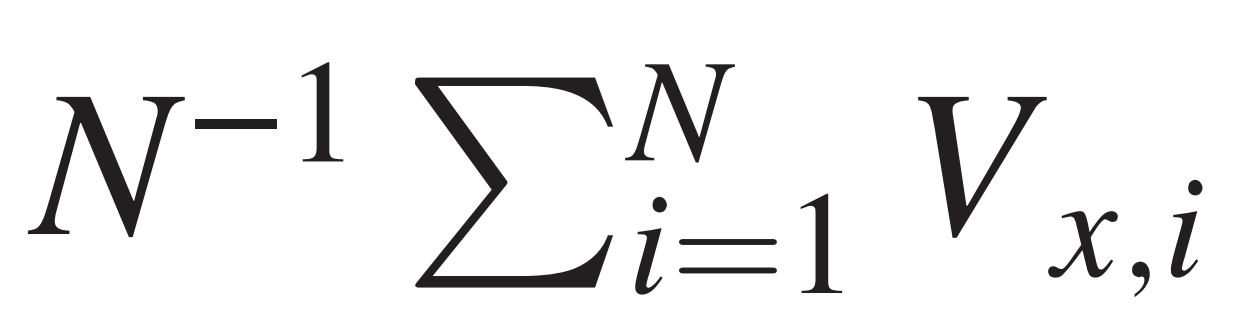 $N^{-1} \sum_{i=1}^{N} V_{x,i}$